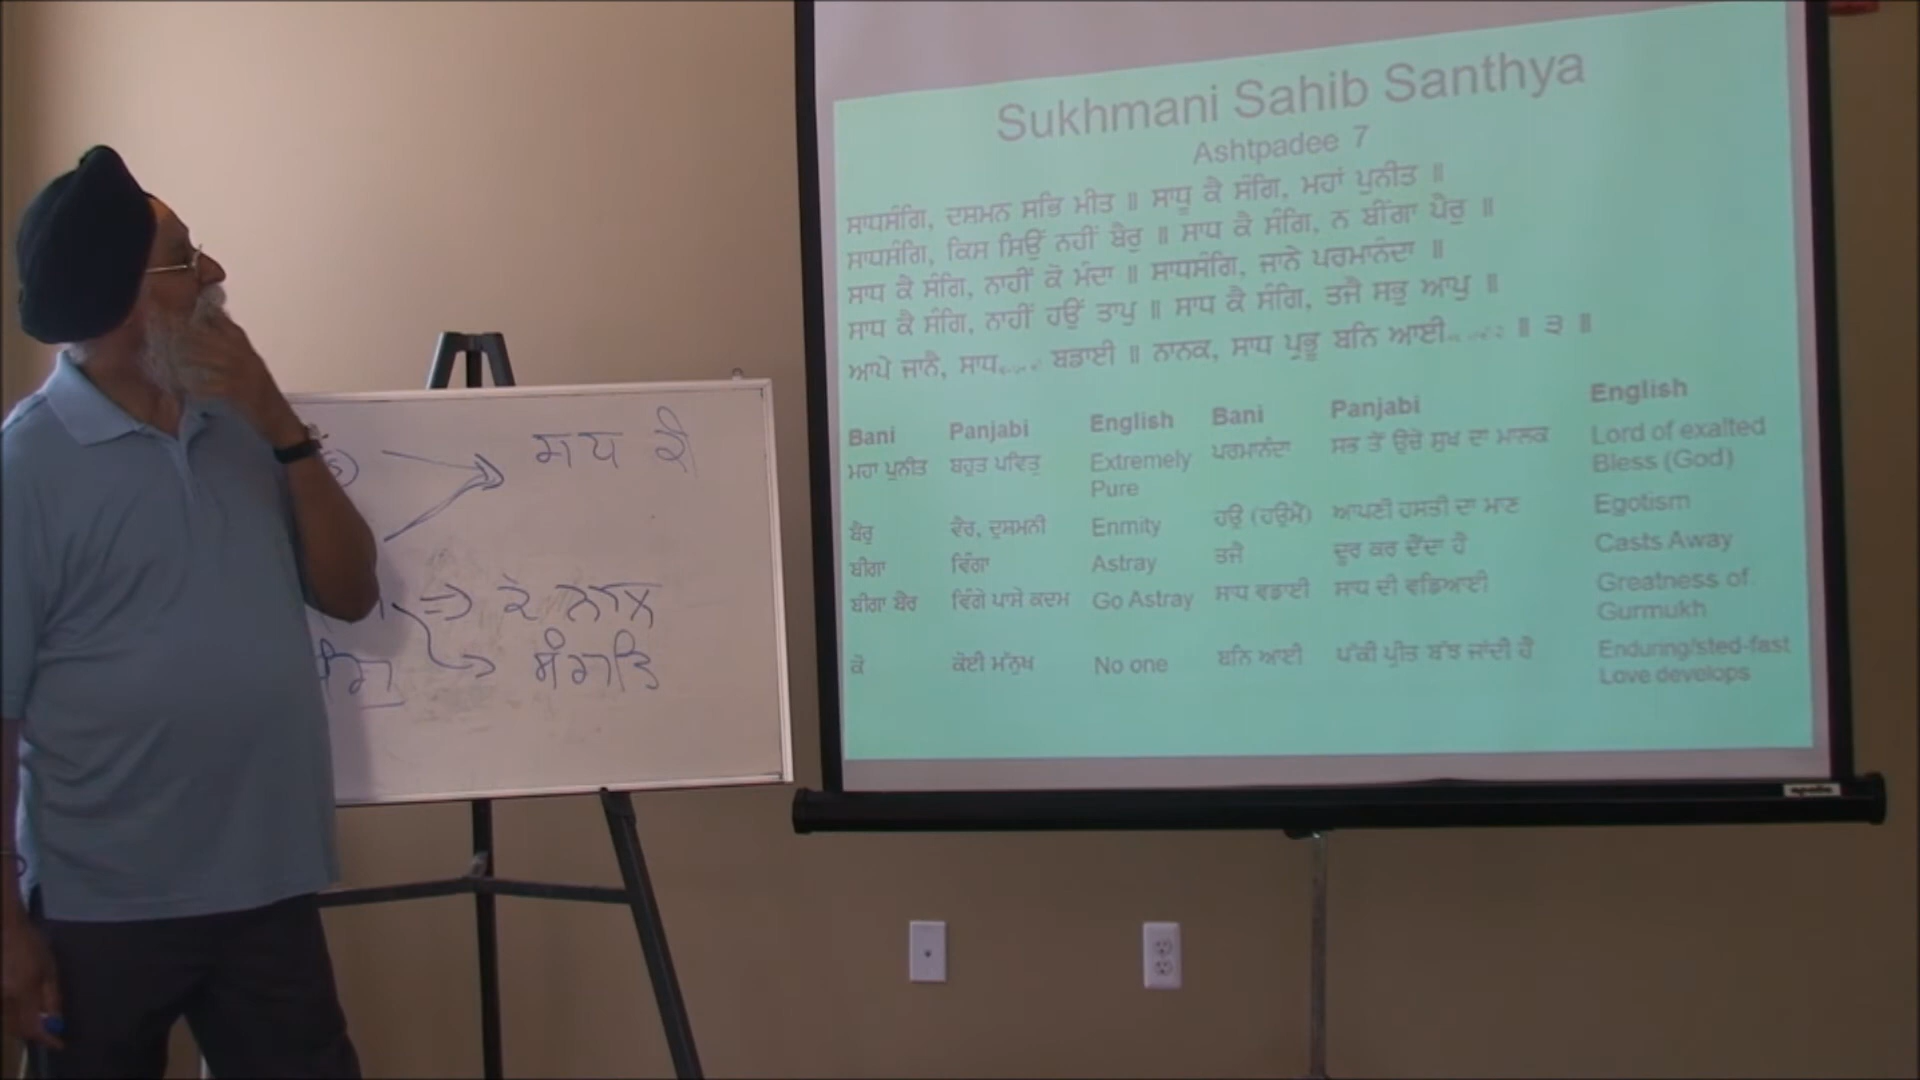 Sukhmani Sahib Santhya
Ashtpadee 7
ਸਾਧਸੰਗਿ, ਦਸਮਨ ਸਭਿ ਮੀਤ ॥ ਸਾਧੂ ਕੈ ਸੰਗਿ, ਮਹਾਂ ਪੁਨੀਤ ॥
ਸਾਧਸੰਗਿ, ਕਿਸ ਸਿਉਂ ਨਹੀਂ ਬੈਰੁ ॥ ਸਾਧ ਕੈ ਸੰਗਿ, ਨ ਬੀਂਗਾ ਪੈਰੁ ॥
ਸਾਧ ਕੈ ਸੰਗਿ, ਨਾਹੀਂ ਕੋ ਮੰਦਾ ॥ ਸਾਧਸੰਗਿ, ਜਾਨੇ ਪਰਮਾਨੰਦਾ ॥
ਸਾਧ ਕੈ ਸੰਗਿ, ਨਾਹੀਂ ਹਉਂ ਤਾਪੁ ॥ ਸਾਧ ਕੈ ਸੰਗਿ, ਤਜੈ ਸਭੁ ਆਪੁ ॥
ਆਪੇ ਜਾਨੈ, ਸਾਧ ਬਡਾਈ ॥ ਨਾਨਕ, ਸਾਧ ਪ੍ਰਭੂ ਬਨਿ ਆਈ ॥ ੩ ॥
Bani Panjabi English Bani Panjabi English
ਮਹਾ ਪੁਨੀਤ ਬਹੁਤ ਪਵਿਤ੍ਰ Extremely Pure ਪਰਮਾਨੰਦਾ ਸਭ ਤੋਂ ਉਚੇ ਸੁਖ ਦਾ ਮਾਲਕ Lord of exalted Bless (God)
ਬੈਰੁ ਵੈਰ, ਦੁਸ਼ਮਨੀ Enmity ਹਉ (ਹਉਮੈ) ਆਪਣੀ ਹਸਤੀ ਦਾ ਮਾਣ Egotism
ਬੀਗਾ ਵਿੰਗਾ Astray ਤਜੈ ਦੂਰ ਕਰ ਦੇਂਦਾ ਹੈ Casts Away
ਬੀਗਾ ਬੈਰ ਵਿੰਗੇ ਪਾਸੇ ਕਦਮ Go Astray ਸਾਧ ਵਡਾਈ ਸਾਧ ਦੀ ਵਡਿਆਈ Greatness of Gurmukh
ਕੋ ਕੋਈ ਮੱਨੁਖ No one ਬਨਿ ਆਈ ਪੱਕੀ ਪ੍ਰੀਤ ਬੱਝ ਜਾਂਦੀ ਹੈ Enduring/sted-fast Love develops
ਦੇ ਨਾਲ
ਸੰਗਤਿ